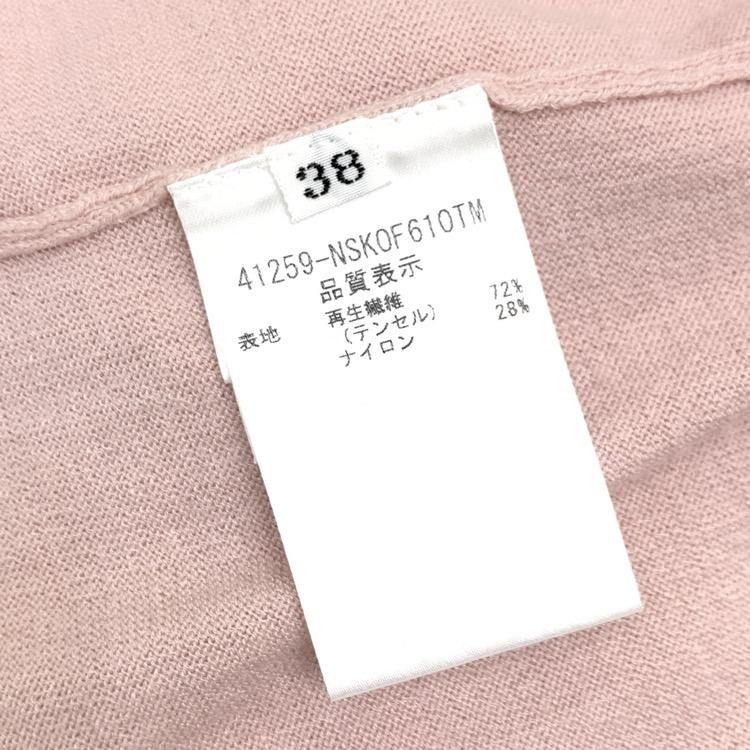 38
41259-NSKOF610TM
品質表示
表地 再生繊維 72%
(テンセル) 28%
ナイロン